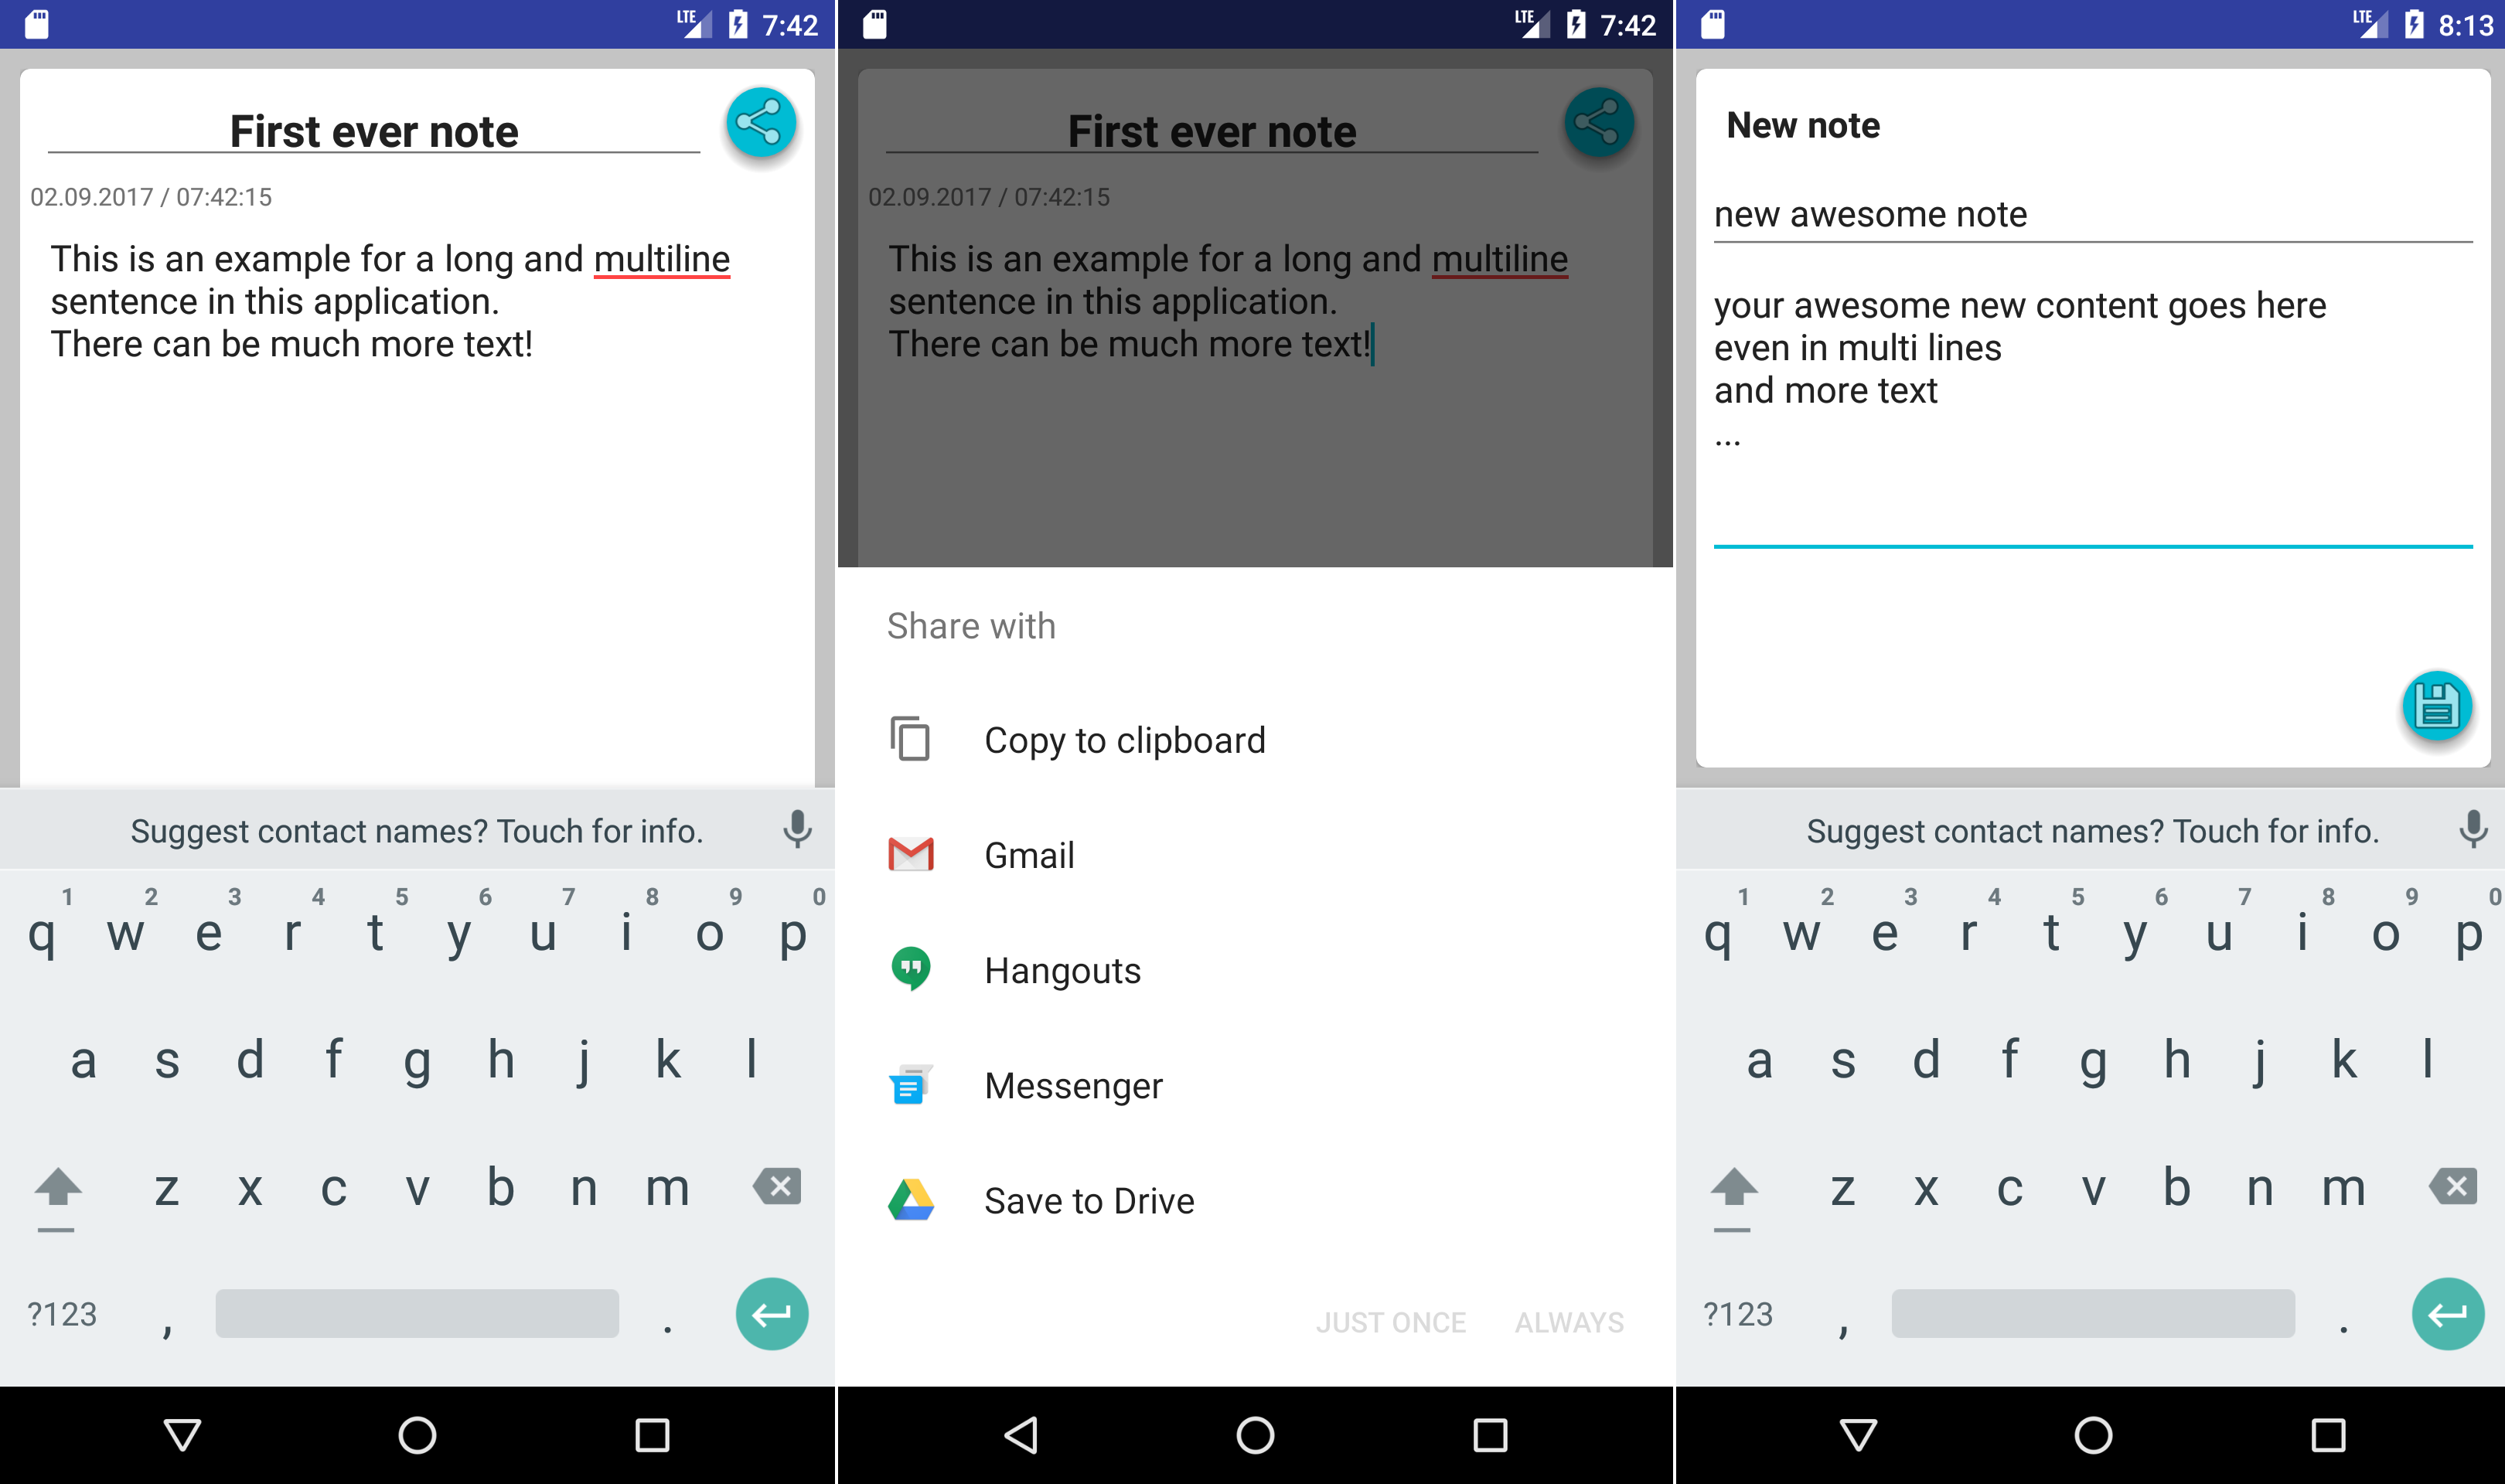 LTE 7:42
First ever note
02.09.2017 / 07:42:15
This is an example for a long and multiline
sentence in this application.
There can be much more text!
Suggest contact names? Touch for info.
1 2 3 4 5 6 7 8 9 0
q w e r t y u i o p
a s d f g h j k l
z x c v b n m
?123 , .
LTE 7:42
First ever note
02.09.2017 / 07:42:15
This is an example for a long and multiline
sentence in this application.
There can be much more text!
Share with
Copy to clipboard
Gmail
Hangouts
Messenger
Save to Drive
JUST ONCE ALWAYS
LTE 8:13
New note
new awesome note
your awesome new content goes here
even in multi lines
and more text
...
Suggest contact names? Touch for info.
1 2 3 4 5 6 7 8 9 0
q w e r t y u i o p
a s d f g h j k l
z x c v b n m
?123 , .